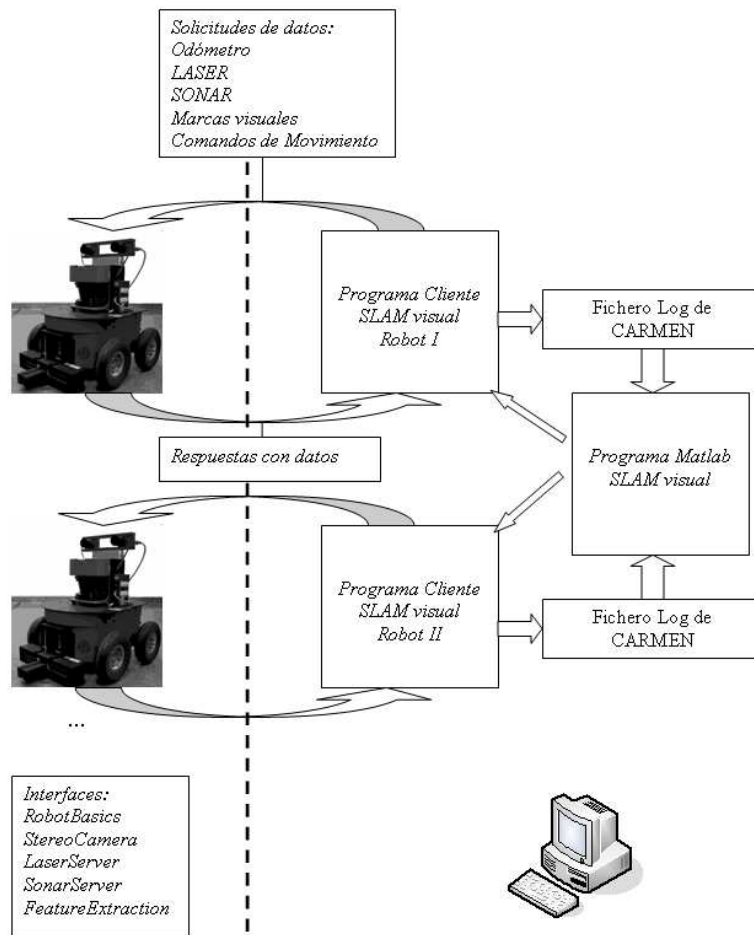 Solicitudes de datos:
Odómetro
LASER
SONAR
Marcas visuales
Comandos de Movimiento
Programa Cliente
SLAM visual
Robot I
Fichero Log de
CARMEN
Respuestas con datos
Programa Matlab
SLAM visual
Programa Cliente
SLAM visual
Robot II
Fichero Log de
CARMEN
...
Interfaces:
RobotBasics
StereoCamera
LaserServer
SonarServer
FeatureExtraction